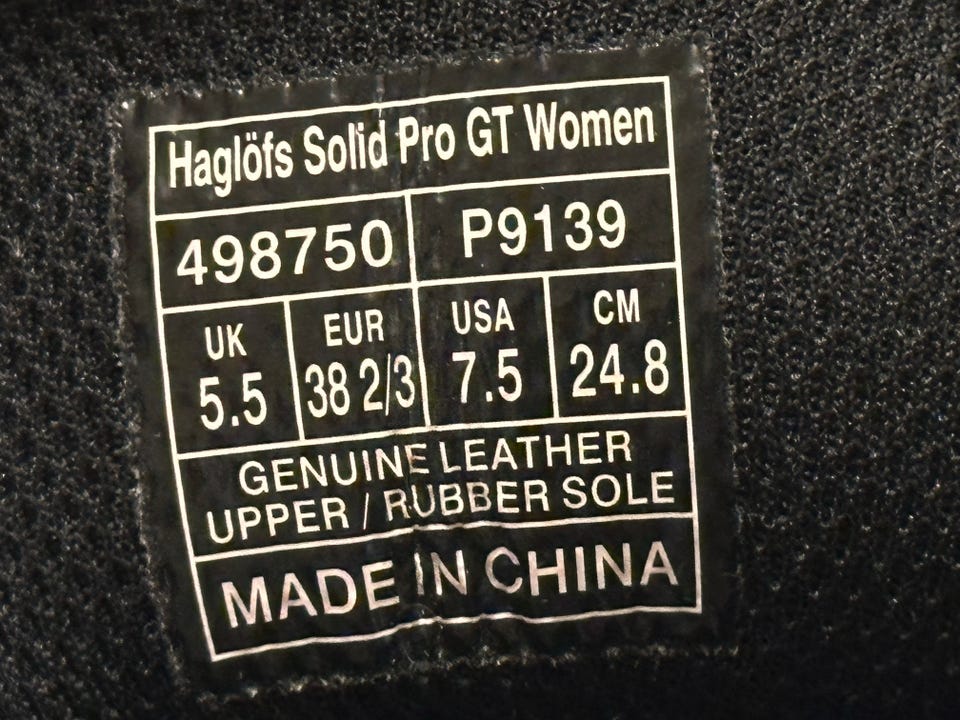 Haglöfs Solid Pro GT Women
498750 P9139
UK EUR USA CM
5.5 38 2/3 7.5 24.8
GENUINE LEATHER
UPPER / RUBBER SOLE
MADE IN CHINA